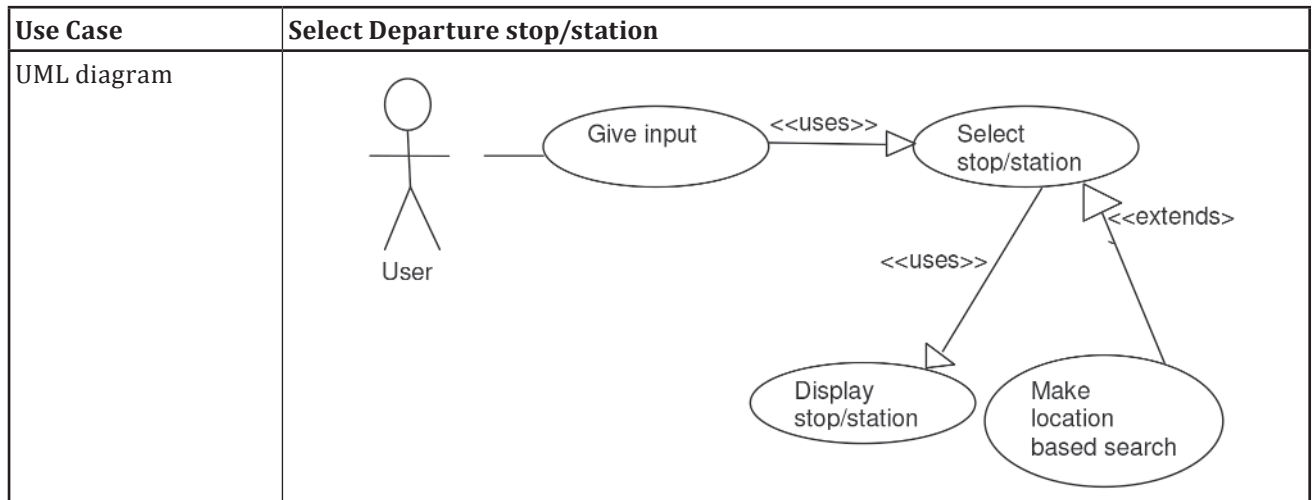 Use Case
Select Departure stop/station
UML diagram
Give input
<<uses>>
Select
stop/station
<<extends>
User
<<uses>>
Display
stop/station
Make
location
based search